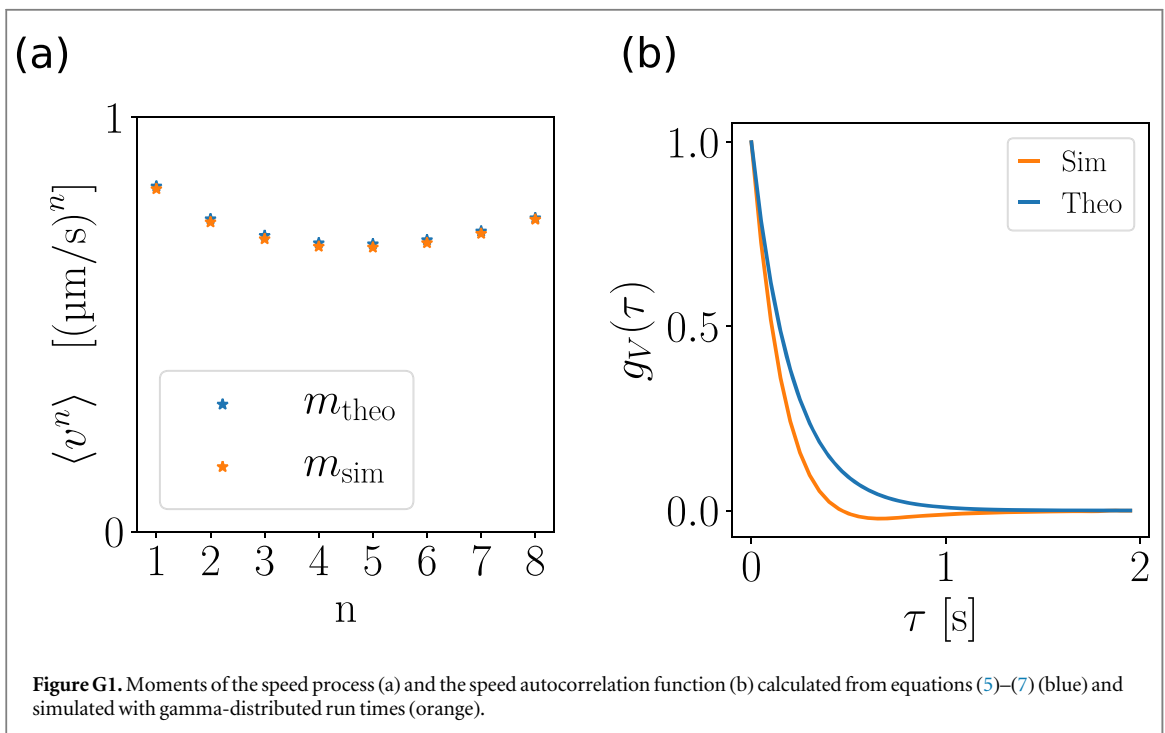 (a)
1
0
⟨vⁿ⟩ [(μm/s)ⁿ]
m_theo
m_sim
1 2 3 4 5 6 7 8
n
(b)
1.0
0.5
0.0
g_V(τ)
Sim
Theo
0 1 2
τ [s]
Figure G1. Moments of the speed process (a) and the speed autocorrelation function (b) calculated from equations (5)–(7) (blue) and
simulated with gamma-distributed run times (orange).